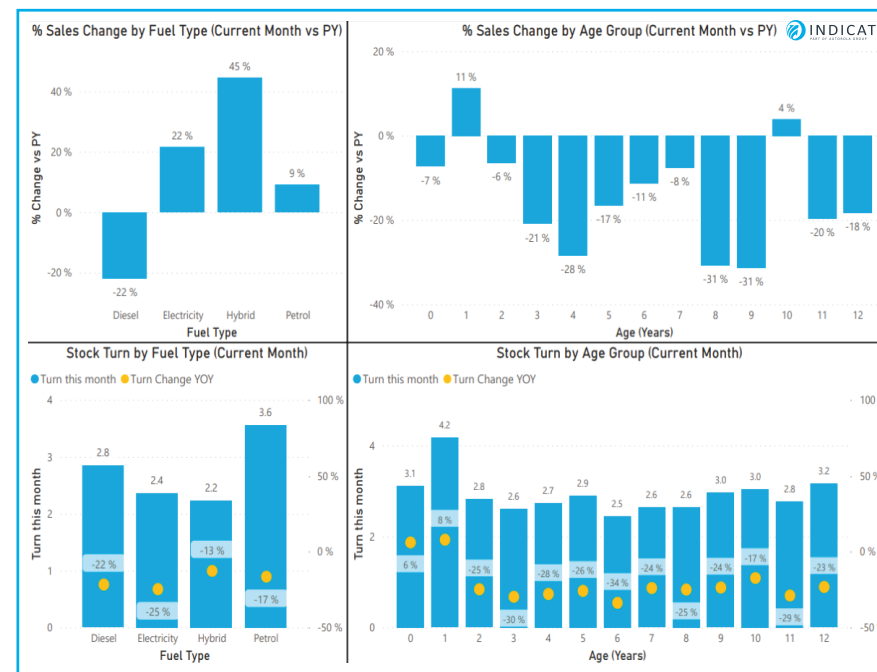 % Sales Change by Fuel Type (Current Month vs PY)
45 %
40 %
22 %
20 %
9 %
0 %
-20 %
-22 %
% Change vs PY
Diesel Electricity Hybrid Petrol
Fuel Type
% Sales Change by Age Group (Current Month vs PY)
INDICAT
PART OF AUTOROLA GROUP
20 %
11 %
4 %
0 %
-7 %
-6 %
-8 %
-11 %
-17 %
-21 %
-20 %
-20 %
-18 %
-28 %
-31 %
-31 %
-40 %
% Change vs PY
0 1 2 3 4 5 6 7 8 9 10 11 12
Age (Years)
Stock Turn by Fuel Type (Current Month)
Turn this month Turn Change YOY
4
3
2
1
0
100 %
50 %
0 %
-50 %
2.8
2.4
2.2
3.6
-22 %
-25 %
-13 %
-17 %
Turn this month
Diesel Electricity Hybrid Petrol
Fuel Type
Stock Turn by Age Group (Current Month)
Turn this month Turn Change YOY
4
2
0
100
50 %
0 %
-50
3.1 4.2 2.8 2.6 2.7 2.9 2.5 2.6 2.6 3.0 3.0 2.8 3.2
6 % 8 % -25 % -30 % -28 % -26 % -34 % -24 % -25 % -24 % -17 % -29 % -23 %
Turn this month
0 1 2 3 4 5 6 7 8 9 10 11 12
Age (Years)